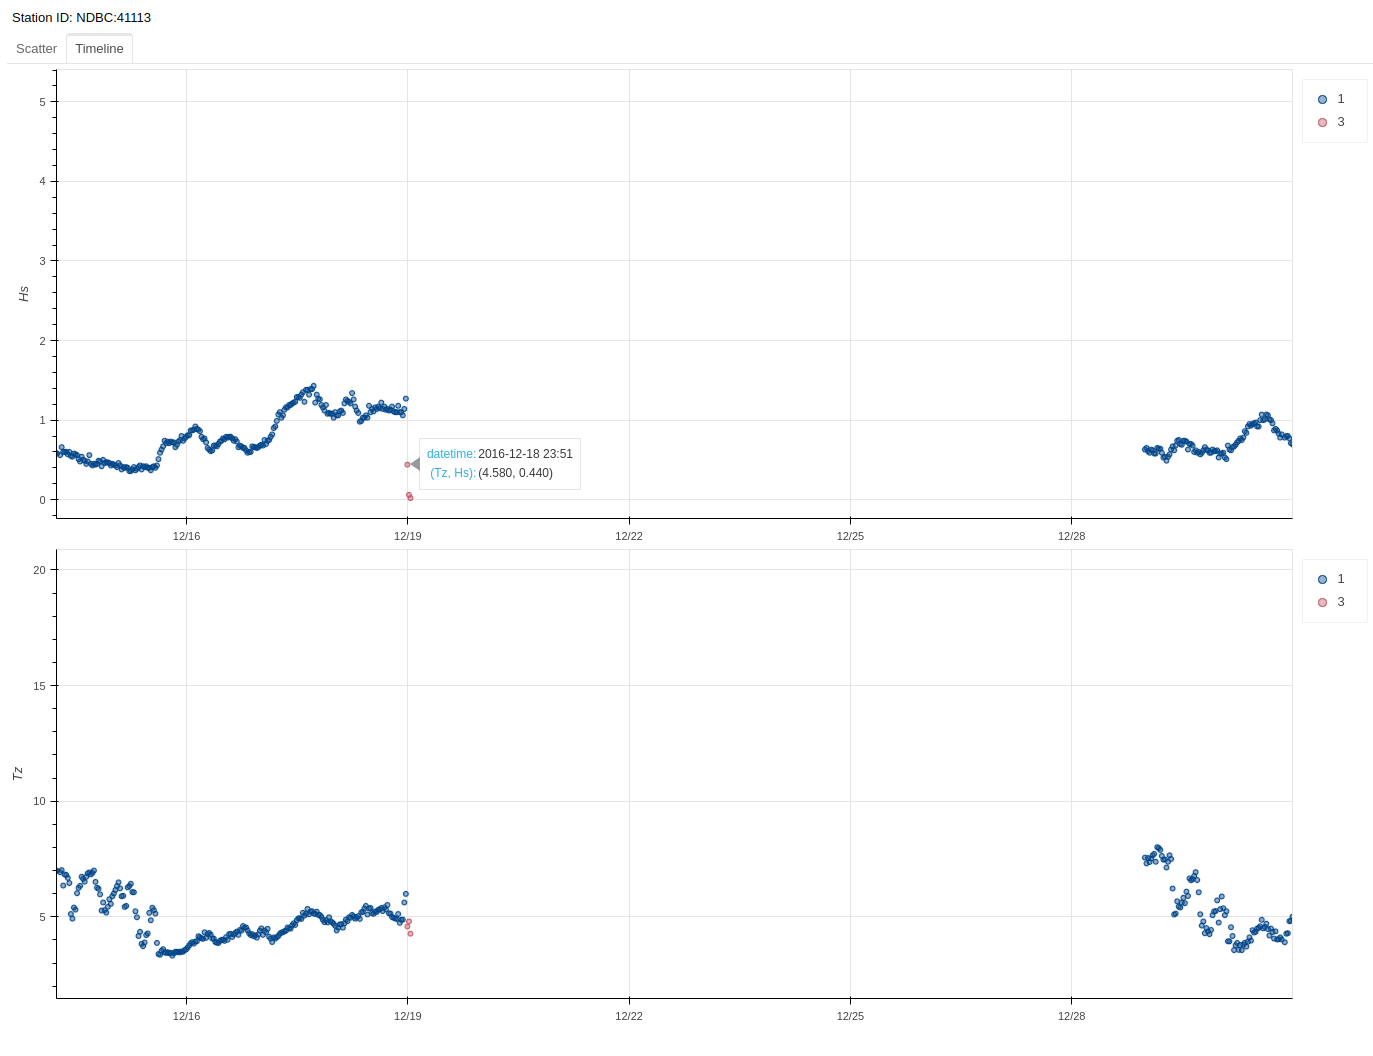 Station ID: NDBC:41113
Scatter Timeline
5
4
3
2
1
0
Hs
1
3
datetime: 2016-12-18 23:51
(Tz, Hs): (4.580, 0.440)
12/16 12/19 12/22 12/25 12/28
20
15
10
5
Tz
1
3
12/16 12/19 12/22 12/25 12/28